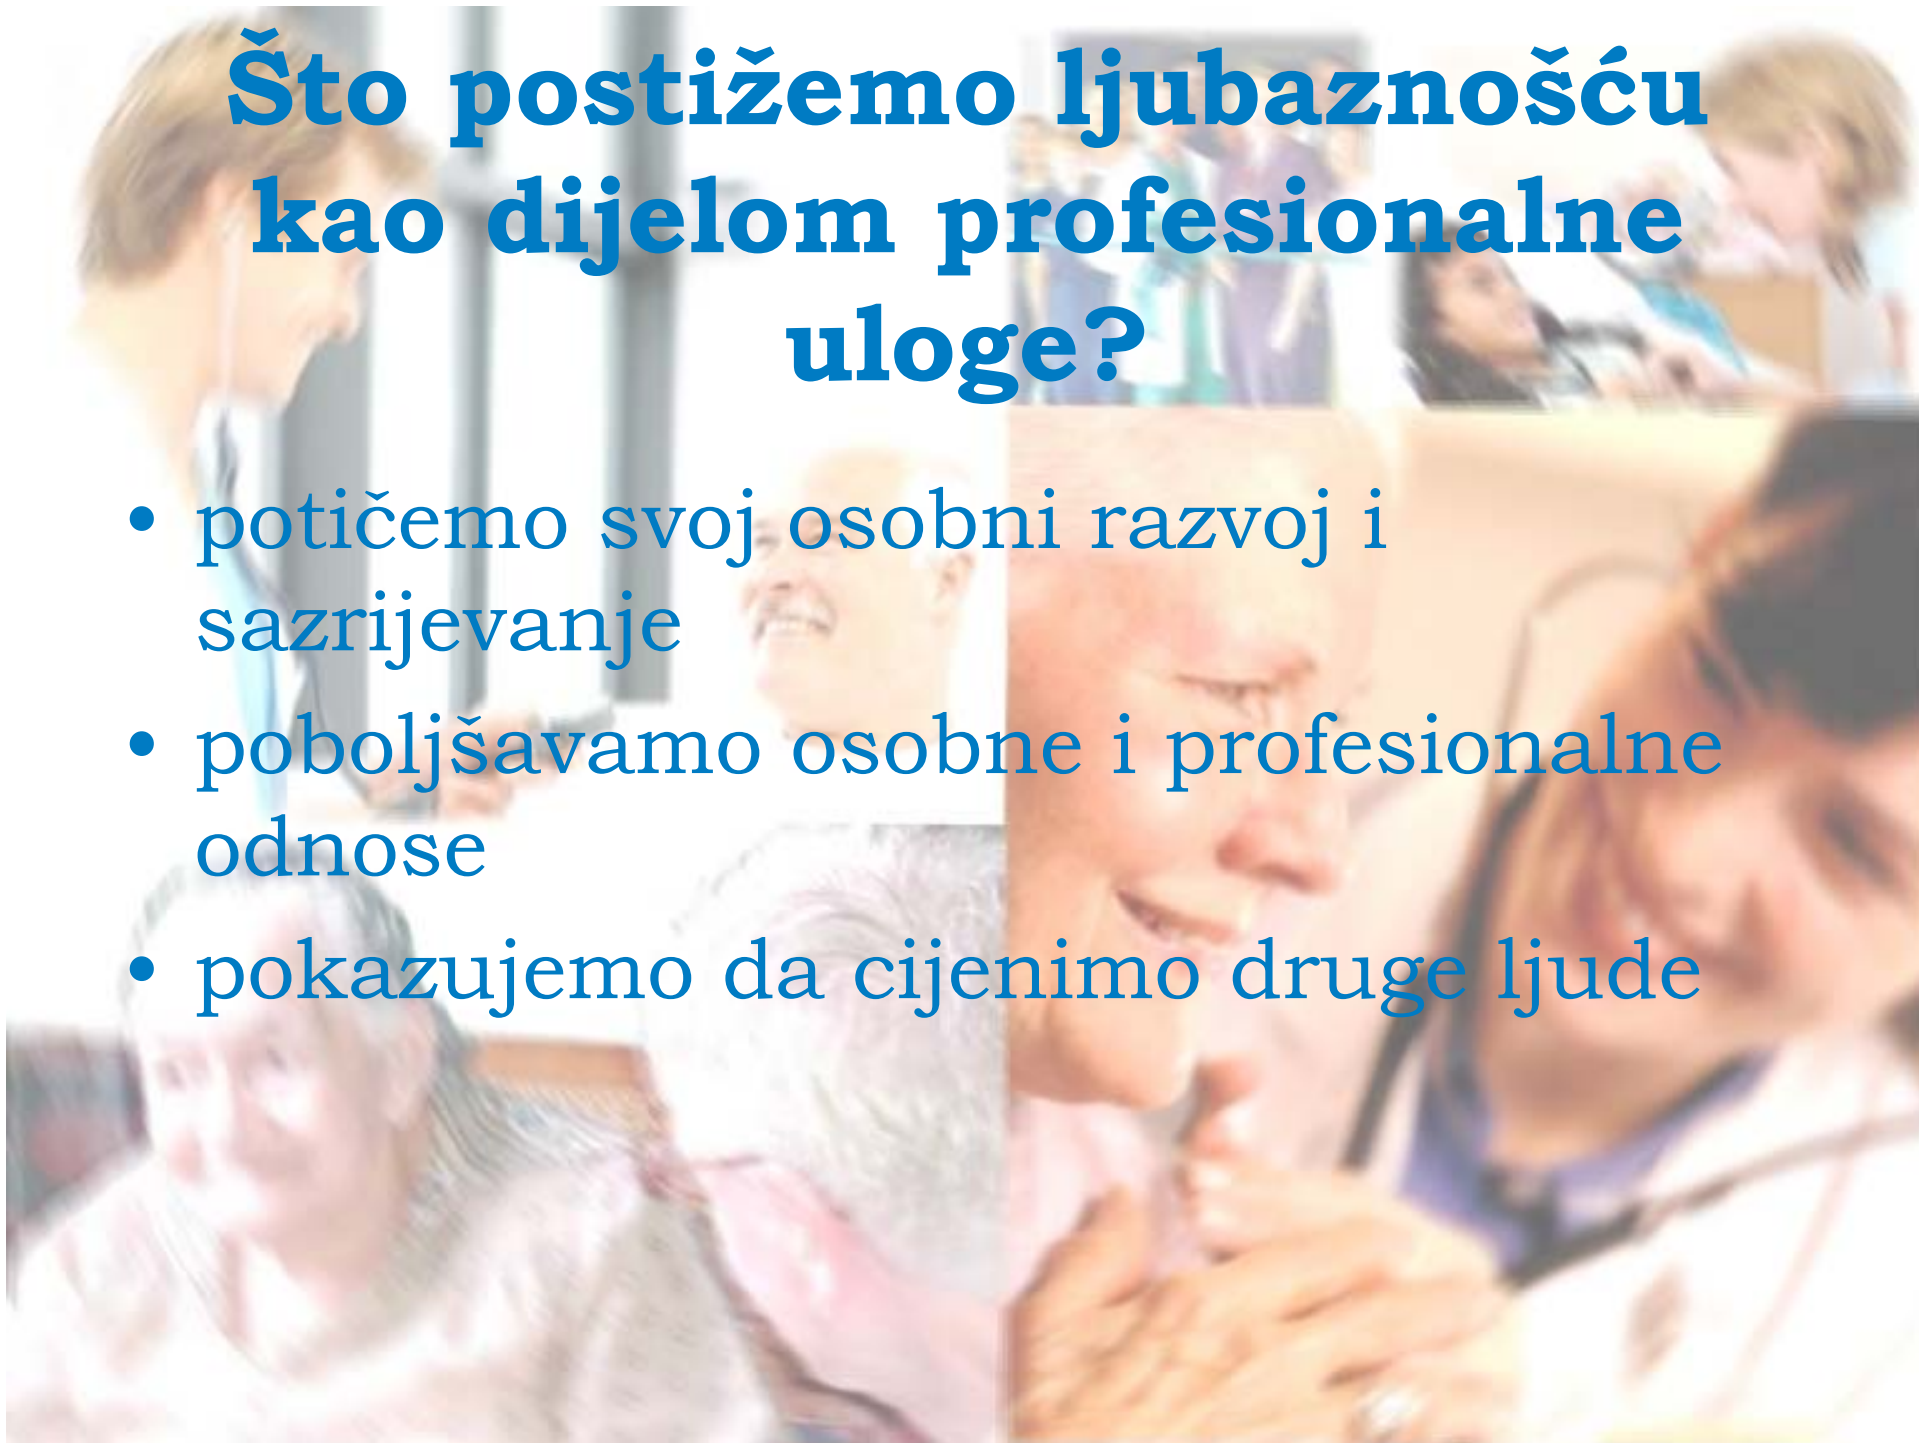 Što postižemo ljubaznošću
kao dijelom profesionalne
uloge?
• potičemo svoj osobni razvoj i
sazrijevanje
• poboljšavamo osobne i profesionalne
odnose
• pokazujemo da cijenimo druge ljude